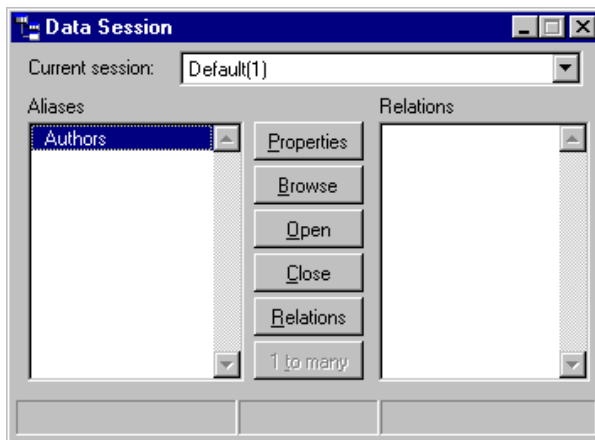 Data Session
Current session: Default(1)
Aliases Relations
Authors
Properties
Browse
Open
Close
Relations
1 to many